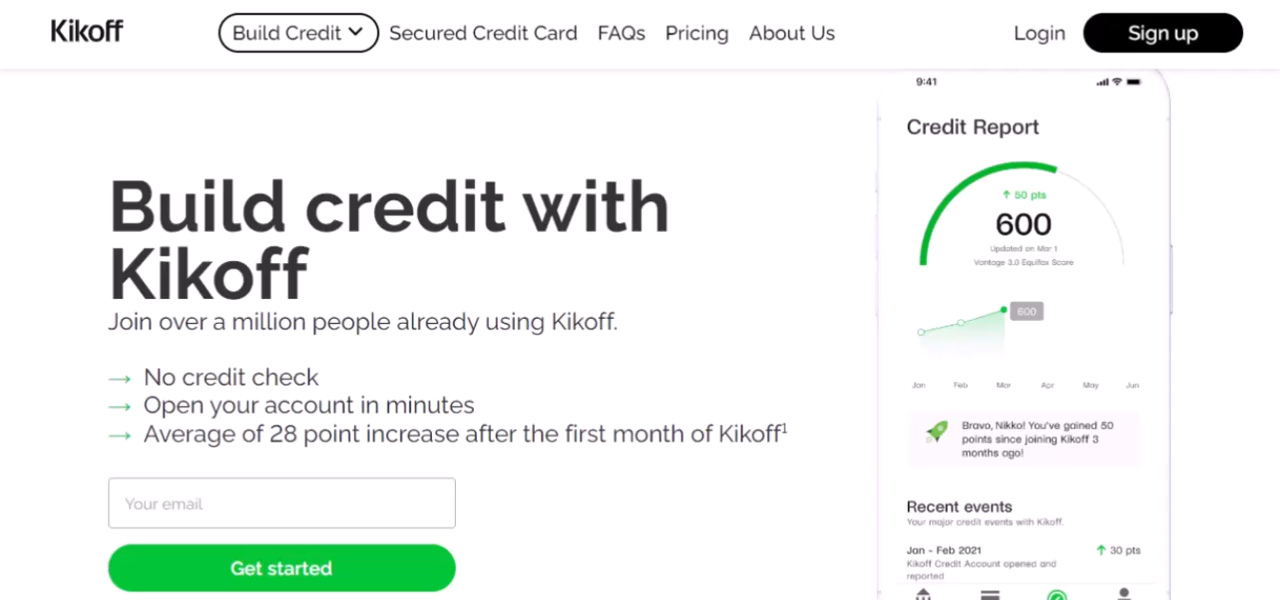 Kikoff
Build Credit
Secured Credit Card
FAQs
Pricing
About Us
Login
Sign up
Build credit with
Kikoff
Join over a million people already using Kikoff.
→ No credit check
→ Open your account in minutes
→ Average of 28 point increase after the first month of Kikoff¹
Your email
Get started
9:41
Credit Report
↑ 50 pts
600
Updated on Mar 1
Vantage 3.0 Equifax Score
600
Jan Feb Mar Apr May Jun
Bravo, Nikko! You've gained 50
points since joining Kikoff 3
months ago!
Recent events
Your major credit events with Kikoff.
Jan - Feb 2021
↑ 30 pts
Kikoff Credit Account opened and
reported